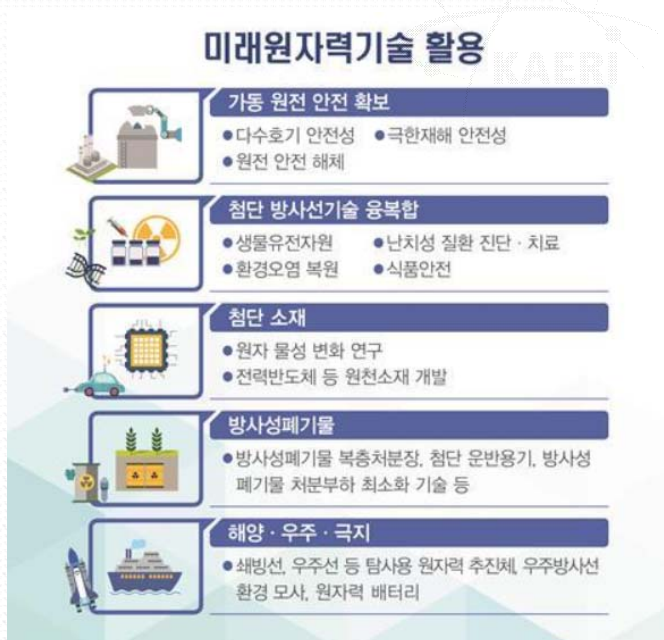 KAERI
미래원자력기술 활용
가동 원전 안전 확보
●다수호기 안전성 ●극한재해 안전성
●원전 안전 해체
첨단 방사선기술 융복합
●생물유전자원 ●난치성 질환 진단 · 치료
●환경오염 복원 ●식품안전
첨단 소재
●원자 물성 변화 연구
●전력반도체 등 원천소재 개발
방사성폐기물
●방사성폐기물 복층처분장, 첨단 운반용기, 방사성
폐기물 처분부하 최소화 기술 등
해양 · 우주 · 극지
●쇄빙선, 우주선 등 탐사용 원자력 추진체, 우주방사선
환경 모사, 원자력 배터리